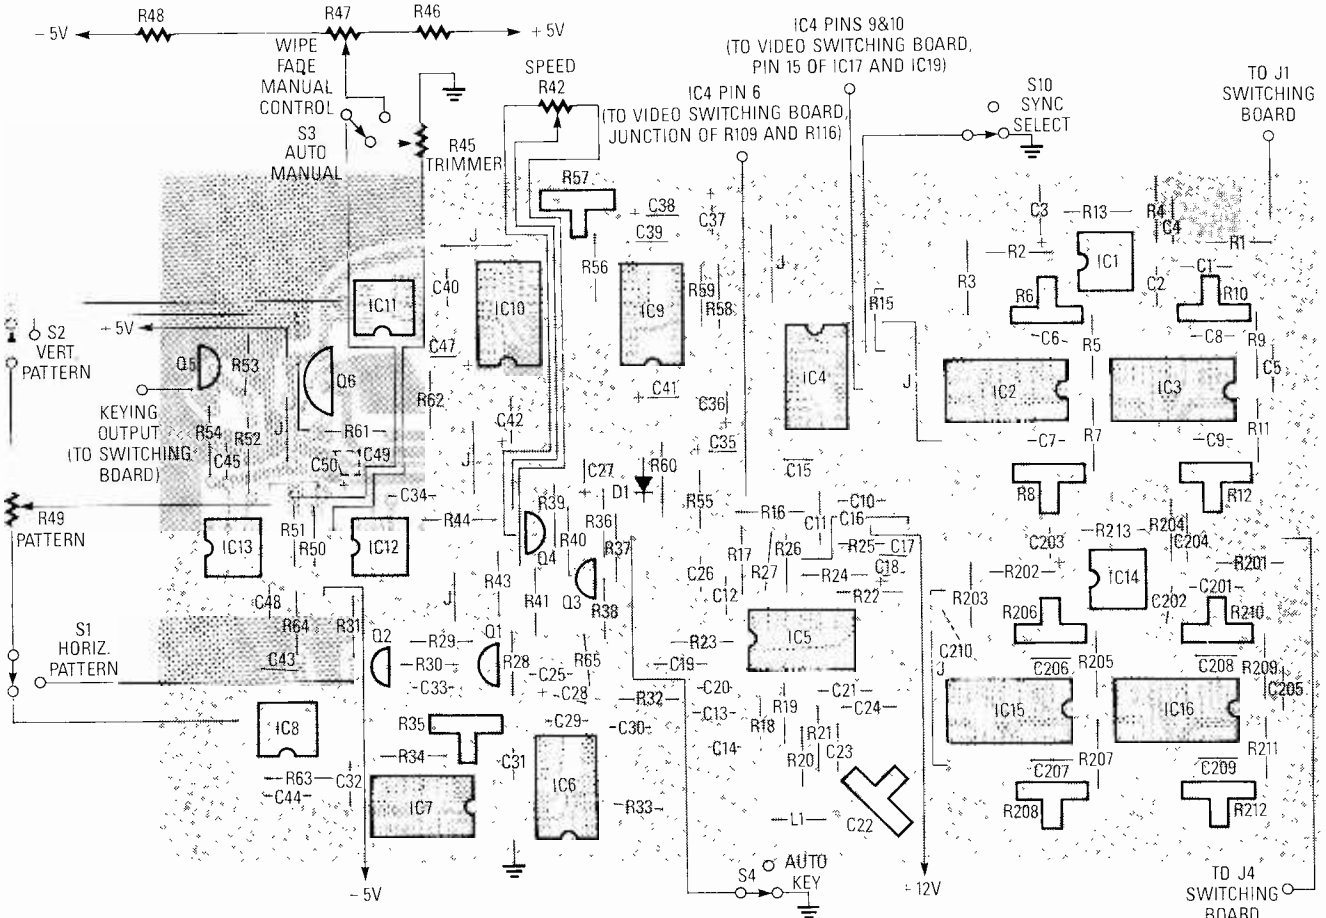 R48
R47
R46
- 5V
+ 5V
WIPE
FADE
MANUAL
CONTROL
S3
AUTO
MANUAL
R45
TRIMMER
SPEED
R42
IC4 PINS 9&10
(TO VIDEO SWITCHING BOARD,
PIN 15 OF IC17 AND IC19)
IC4 PIN 6
(TO VIDEO SWITCHING BOARD,
JUNCTION OF R109 AND R116)
S10
SYNC
SELECT
TO J1
SWITCHING
BOARD
R57
C38
C37
C39
C3
R13
R4
C4
R1
J
R56
J
R2
R3
IC1
C1
C2
R10
IC11
C40
IC10
IC9
R59
R58
R15
R6
C6
R5
C8
R9
C5
S2
VERT
PATTERN
+ 5V
Q5
R53
Q6
C47
IC4
J
IC2
IC3
R62
C41
C36
KEYING
OUTPUT
(TO SWITCHING
BOARD)
R54
R52
J
R61
C42
C35
C7
R7
C9
R11
C45
C50
C49
J
C27
D1
R60
C15
R8
R12
R49
PATTERN
C34
R39
R55
C10
R51
R50
R44
R36
R16
C11
C16
R213
R204
IC13
IC12
Q4
R40
R37
R17
R26
R25
C17
C203
C204
IC14
R201
C48
R43
R41
Q3
R38
C26
C12
R27
R24
C18
R22
R202
R203
R206
C202
C201
R210
J
R64
R31
S1
HORIZ.
PATTERN
C43
Q2
R29
Q1
R30
R28
C33
R65
C25
C28
R23
C19
IC5
C210
C206
R205
C208
R209
C205
J
IC8
R35
R34
C29
R32
C30
C20
C13
C14
R18
R19
R21
R20
C21
C24
C23
IC15
IC16
R63
C44
C32
IC7
C31
IC6
R33
L1
C22
C207
R207
C209
R211
R208
R212
- 5V
S4
AUTO
KEY
12V
TO J4
SWITCHING
BOARD